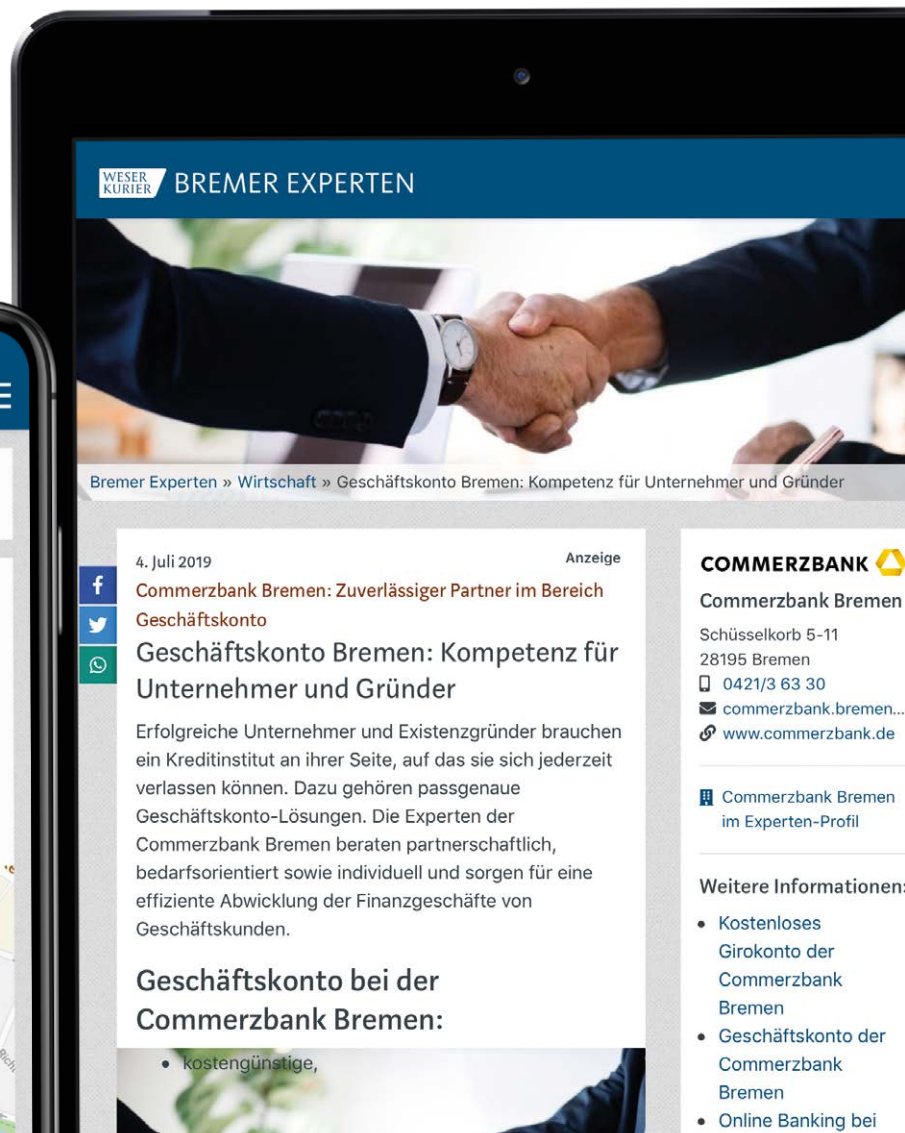 WESER
KURIER
BREMER EXPERTEN
Bremer Experten » Wirtschaft » Geschäftskonto Bremen: Kompetenz für Unternehmer und Gründer
4. Juli 2019
Anzeige
Commerzbank Bremen: Zuverlässiger Partner im Bereich
Geschäftskonto
Geschäftskonto Bremen: Kompetenz für
Unternehmer und Gründer
Erfolgreiche Unternehmer und Existenzgründer brauchen
ein Kreditinstitut an ihrer Seite, auf das sie sich jederzeit
verlassen können. Dazu gehören passgenaue
Geschäftskonto-Lösungen. Die Experten der
Commerzbank Bremen beraten partnerschaftlich,
bedarfsorientiert sowie individuell und sorgen für eine
effiziente Abwicklung der Finanzgeschäfte von
Geschäftskunden.
Geschäftskonto bei der
Commerzbank Bremen:
• kostengünstige,
COMMERZBANK
Commerzbank Bremen
Schüsselkorb 5-11
28195 Bremen
0421/3 63 30
commerzbank.bremen...
www.commerzbank.de
Commerzbank Bremen
im Experten-Profil
Weitere Informationen:
• Kostenloses
Girokonto der
Commerzbank
Bremen
• Geschäftskonto der
Commerzbank
Bremen
• Online Banking bei